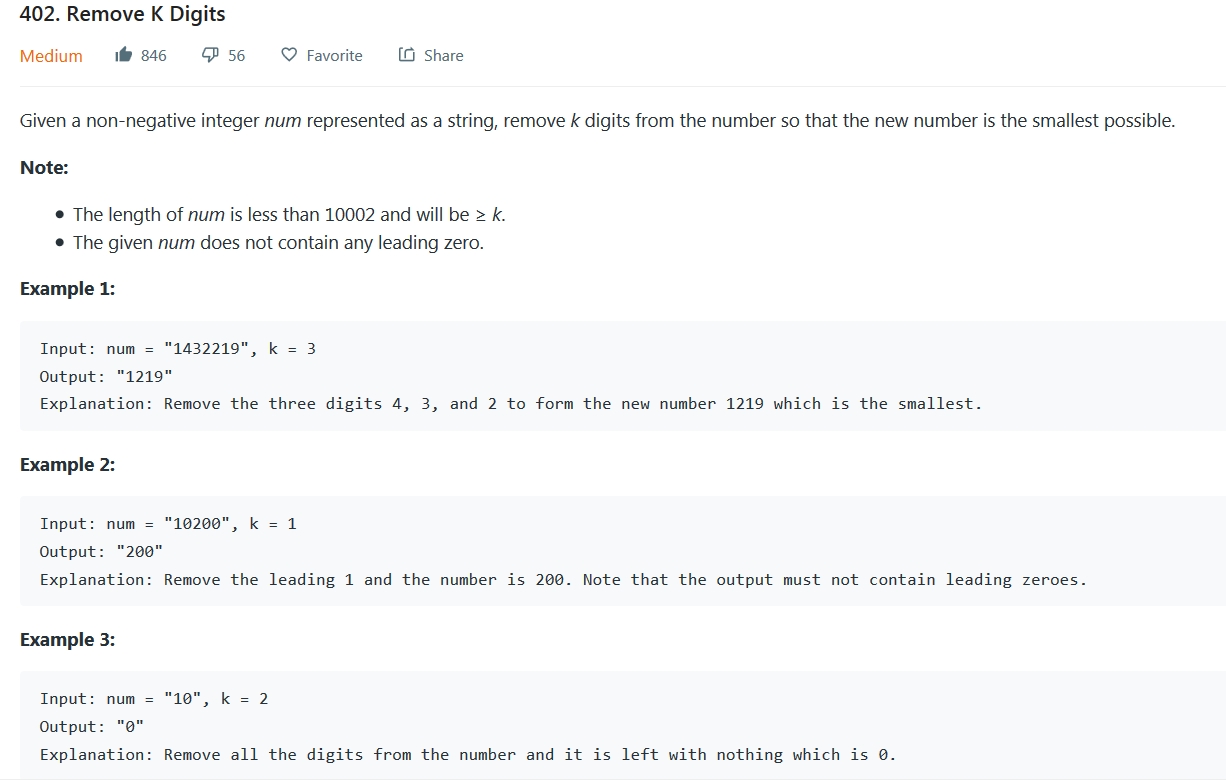 402. Remove K Digits
Medium 846 56 Favorite Share
Given a non-negative integer num represented as a string, remove k digits from the number so that the new number is the smallest possible.
Note:
• The length of num is less than 10002 and will be ≥ k.
• The given num does not contain any leading zero.
Example 1:
Input: num = "1432219", k = 3
Output: "1219"
Explanation: Remove the three digits 4, 3, and 2 to form the new number 1219 which is the smallest.
Example 2:
Input: num = "10200", k = 1
Output: "200"
Explanation: Remove the leading 1 and the number is 200. Note that the output must not contain leading zeroes.
Example 3:
Input: num = "10", k = 2
Output: "0"
Explanation: Remove all the digits from the number and it is left with nothing which is 0.